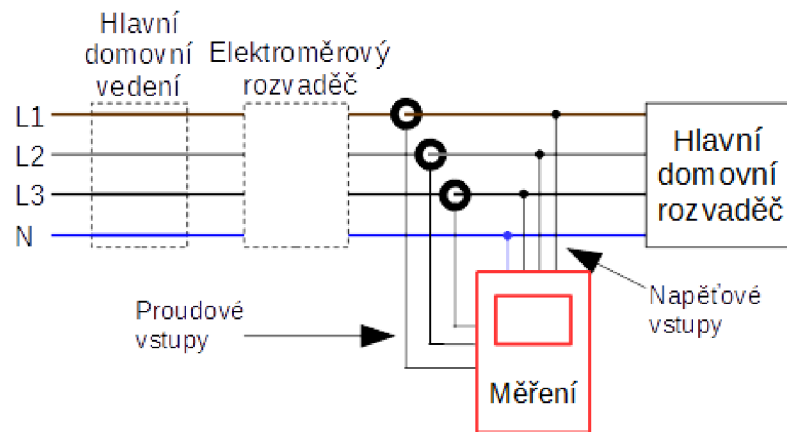 Hlavní
domovní
vedení
Elektroměrový
rozvaděč
L1
L2
L3
N
Hlavní
domovní
rozvaděč
Proudové
vstupy
Napěťové
vstupy
Měření